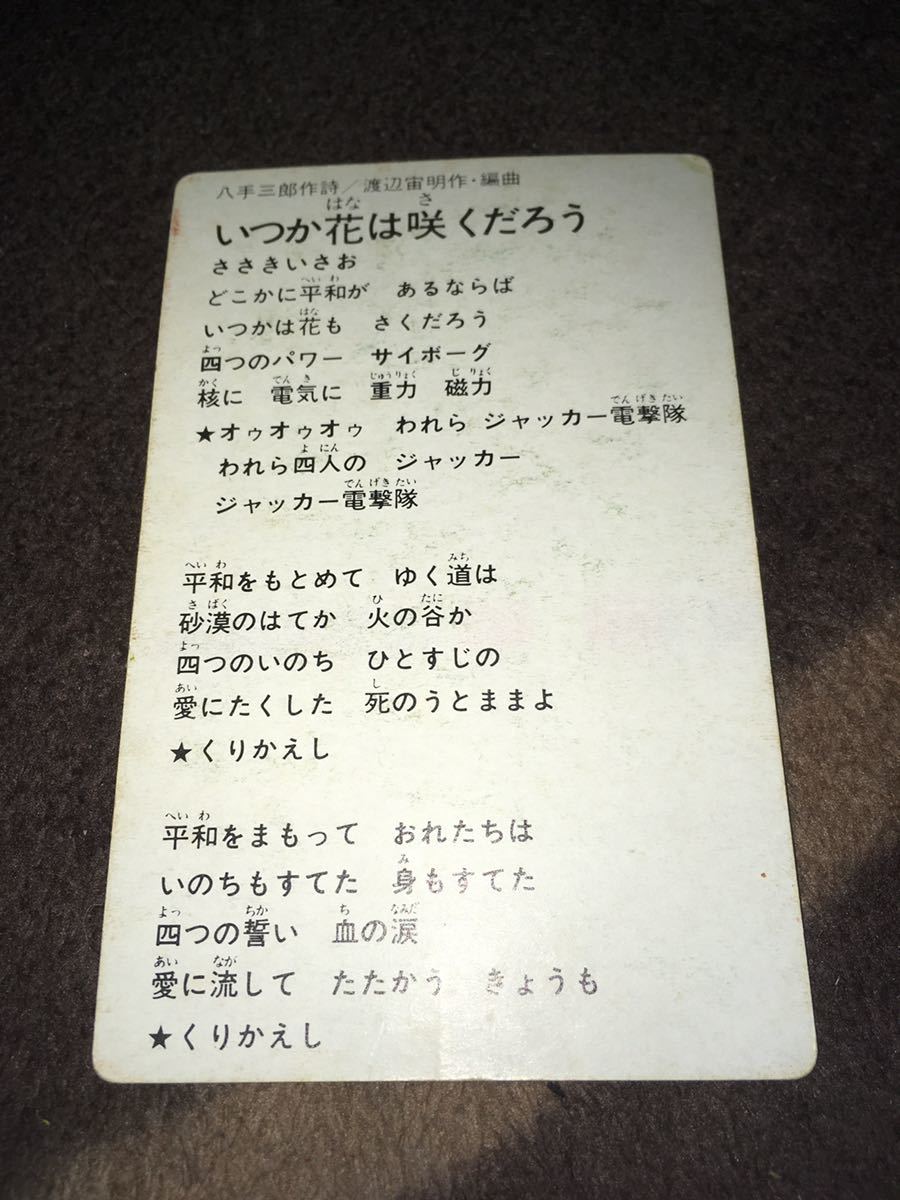 八手三郎作詩／渡辺宙明作・編曲
いつか花は咲くだろう
ささきいさお
どこかに平和が　あるならば
いつかは花も　さくだろう
四つのパワー　サイボーグ
核に　電気に　重力　磁力
★オゥオゥオゥ　われら ジャッカー電撃隊
われら四人の　ジャッカー
ジャッカー電撃隊
平和をもとめて　ゆく道は
砂漠のはてか　火の谷か
四つのいのち　ひとすじの
愛にたくした　死のうとままよ
★くりかえし
平和をまもって　おれたちは
いのちもすてた　身もすてた
四つの誓い　血の涙
愛に流して　たたかう　きょうも
★くりかえし